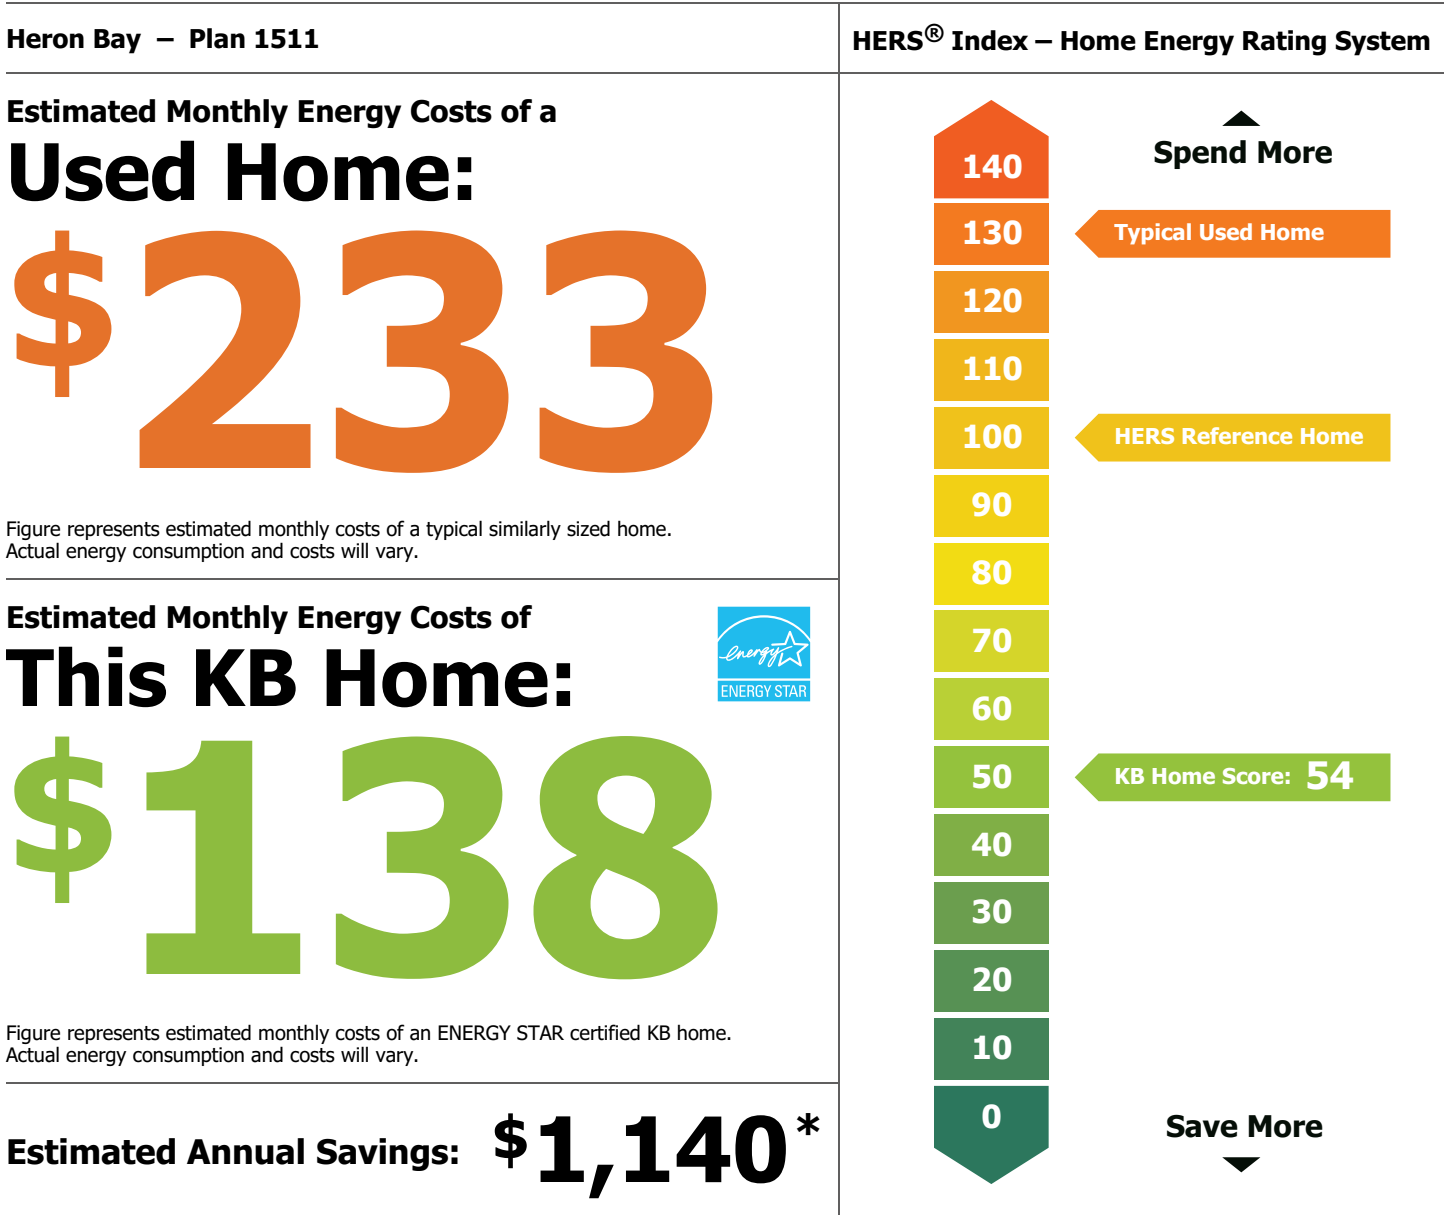 Heron Bay – Plan 1511
Estimated Monthly Energy Costs of a
Used Home:
$233
Figure represents estimated monthly costs of a typical similarly sized home.
Actual energy consumption and costs will vary.
Estimated Monthly Energy Costs of
This KB Home:
energy
ENERGY STAR
$138
Figure represents estimated monthly costs of an ENERGY STAR certified KB home.
Actual energy consumption and costs will vary.
Estimated Annual Savings: $1,140*
HERS® Index – Home Energy Rating System
Spend More
140
130 Typical Used Home
120
110
100 HERS Reference Home
90
80
70
60
50 KB Home Score: 54
40
30
20
10
0
Save More